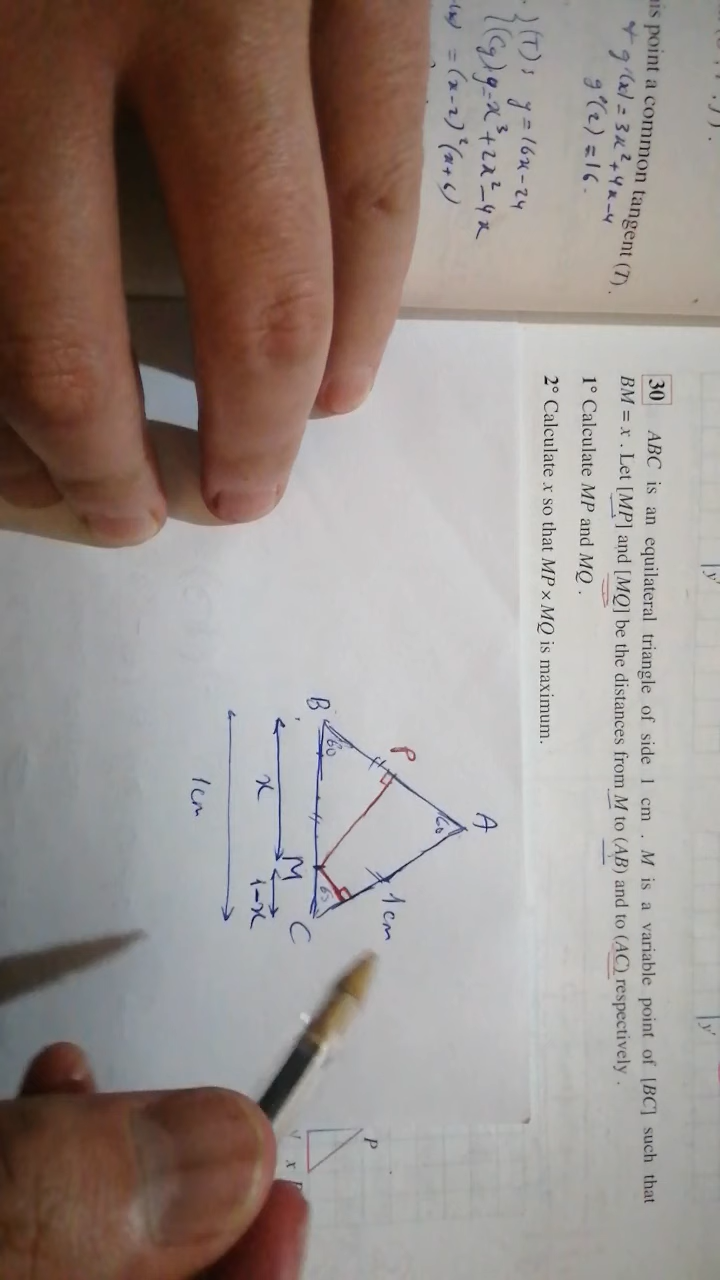 is point a common tangent (T).
g'(x) = 3x²+4x-4
g'(2) = 16.
(T); y = 16x-24
(Cg) y = x³+2x²-4x
= (x-2)²(x+6)
30 ABC is an equilateral triangle of side 1 cm . M is a variable point of [BC] such that
BM = x . Let [MP] and [MQ] be the distances from M to (AB) and to (AC) respectively .
1° Calculate MP and MQ .
2° Calculate x so that MP × MQ is maximum.
A
60
P
1cm
B
60
60
M
C
x
1-x
1cm
y'
y'
P
x